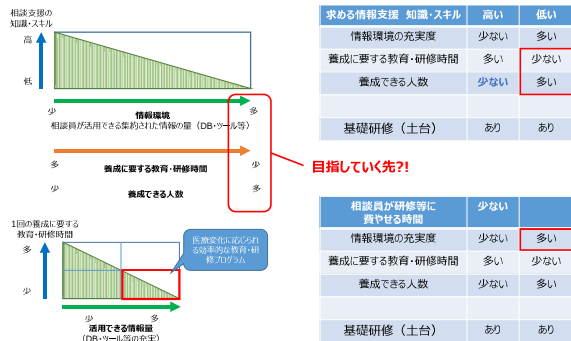 相談支援の
知識・スキル
高
低
少
多
情報環境
相談員が活用できる集約された情報の量（DB・ツール等）
多
少
養成に要する教育・研修時間
少
多
養成できる人数
目指していく先?!
1回の養成に要する
教育・研修時間
多
少
医療変化に応じられ
る効率的な教育・研
修プログラム
少
多
活用できる情報量
（DB・ツール等の充実）
求める情報支援 知識・スキル 高い 低い
情報環境の充実度 少ない 多い
養成に要する教育・研修時間 多い 少ない
養成できる人数 少ない 多い
基礎研修（土台） あり あり
相談員が研修等に
費やせる時間 少ない
情報環境の充実度 少ない 多い
養成に要する教育・研修時間 多い 少ない
養成できる人数 少ない 多い
基礎研修（土台） あり あり